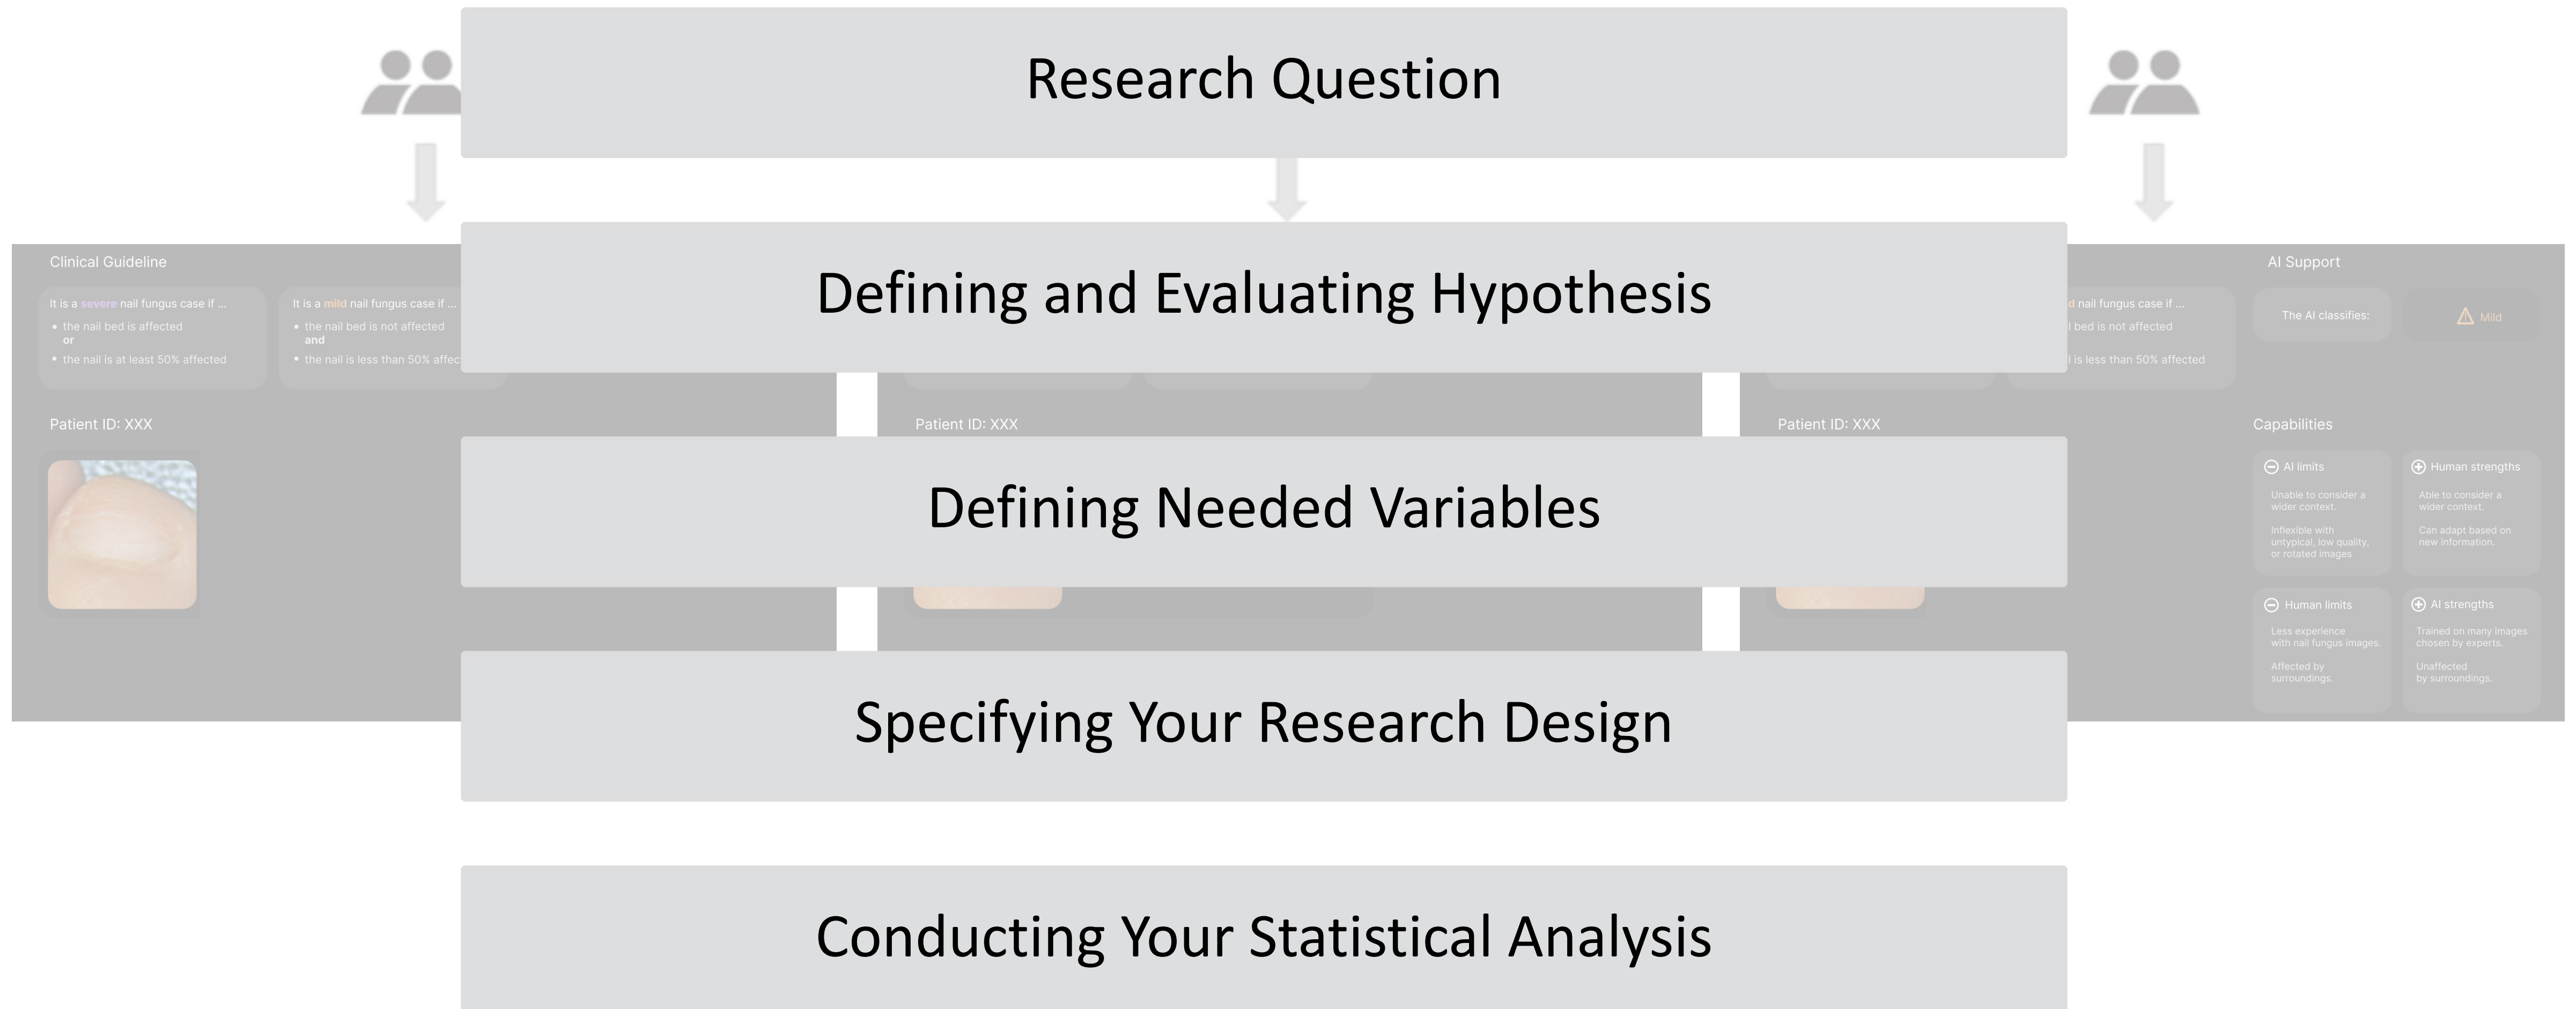 Research Question
Defining and Evaluating Hypothesis
Defining Needed Variables
Specifying Your Research Design
Conducting Your Statistical Analysis
Clinical Guideline
It is a severe nail fungus case if ...
• the nail bed is affected
or
• the nail is at least 50% affected
It is a mild nail fungus case if ...
• the nail bed is not affected
and
• the nail is less than 50% affec
Patient ID: XXX
Patient ID: XXX
Patient ID: XXX
d nail fungus case if ...
l bed is not affected
l is less than 50% affected
AI Support
The AI classifies:
Mild
Capabilities
AI limits
Unable to consider a
wider context.
Inflexible with
untypical, low quality,
or rotated images
Human strengths
Able to consider a
wider context.
Can adapt based on
new information.
Human limits
Less experience
with nail fungus images.
Affected by
surroundings.
AI strengths
Trained on many images
chosen by experts.
Unaffected
by surroundings.